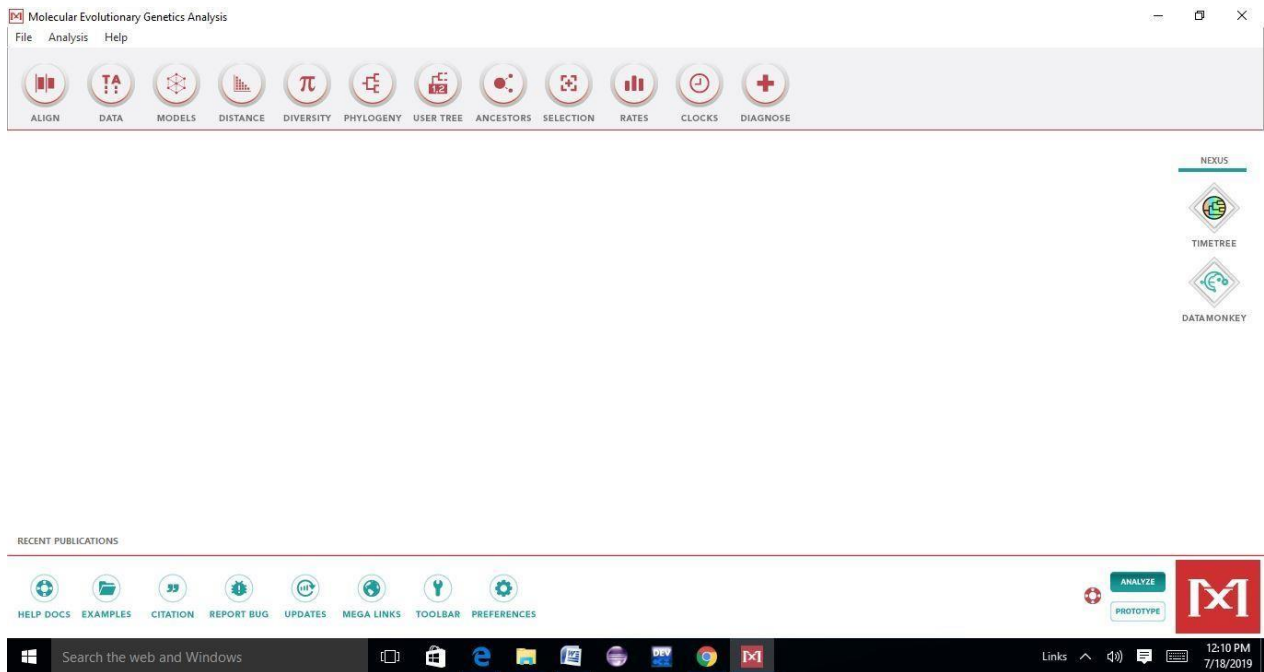 Molecular Evolutionary Genetics Analysis
File Analysis Help
ALIGN DATA MODELS DISTANCE DIVERSITY PHYLOGENY USER TREE ANCESTORS SELECTION RATES CLOCKS DIAGNOSE
NEXUS
TIMETREE
DATAMONKEY
RECENT PUBLICATIONS
HELP DOCS EXAMPLES CITATION REPORT BUG UPDATES MEGA LINKS TOOLBAR PREFERENCES
ANALYZE
PROTOTYPE
Search the web and Windows
DEV
Links
12:10 PM
7/18/2019